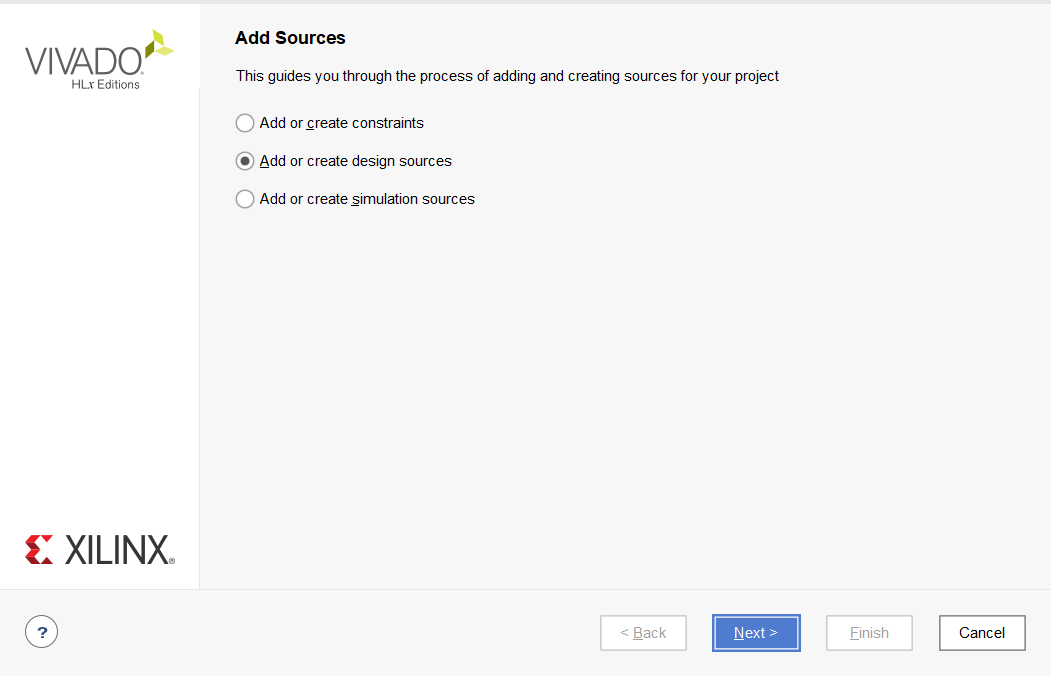 VIVADO
HLx Editions
Add Sources
This guides you through the process of adding and creating sources for your project
Add or create constraints
Add or create design sources
Add or create simulation sources
XILINX®
?
< Back
Next >
Finish
Cancel